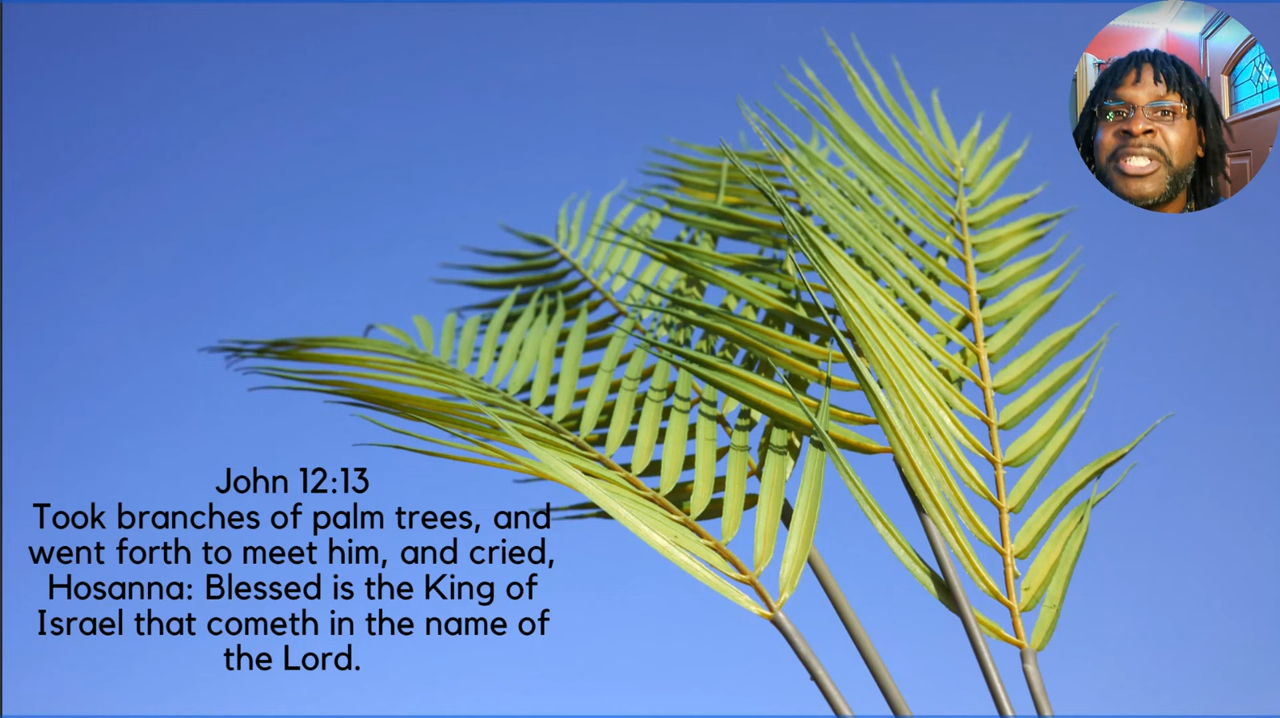 John 12:13
Took branches of palm trees, and
went forth to meet him, and cried,
Hosanna: Blessed is the King of
Israel that cometh in the name of
the Lord.